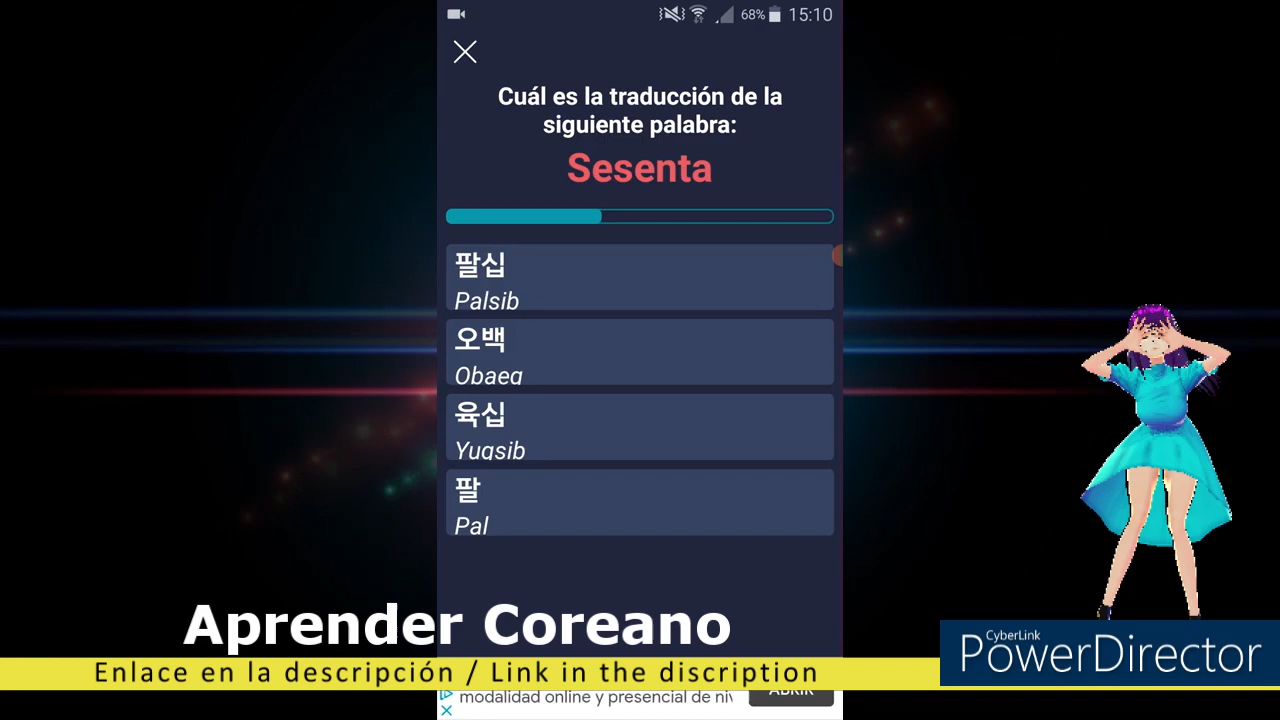 68% 15:10
Cuál es la traducción de la
siguiente palabra:
Sesenta
팔십
Palsib
오백
Obaeg
육십
Yugsib
팔
Pal
Aprender Coreano
Enlace en la descripción / Link in the discription
CyberLink
PowerDirector
modalidad online y presencial de niv
ABRIR